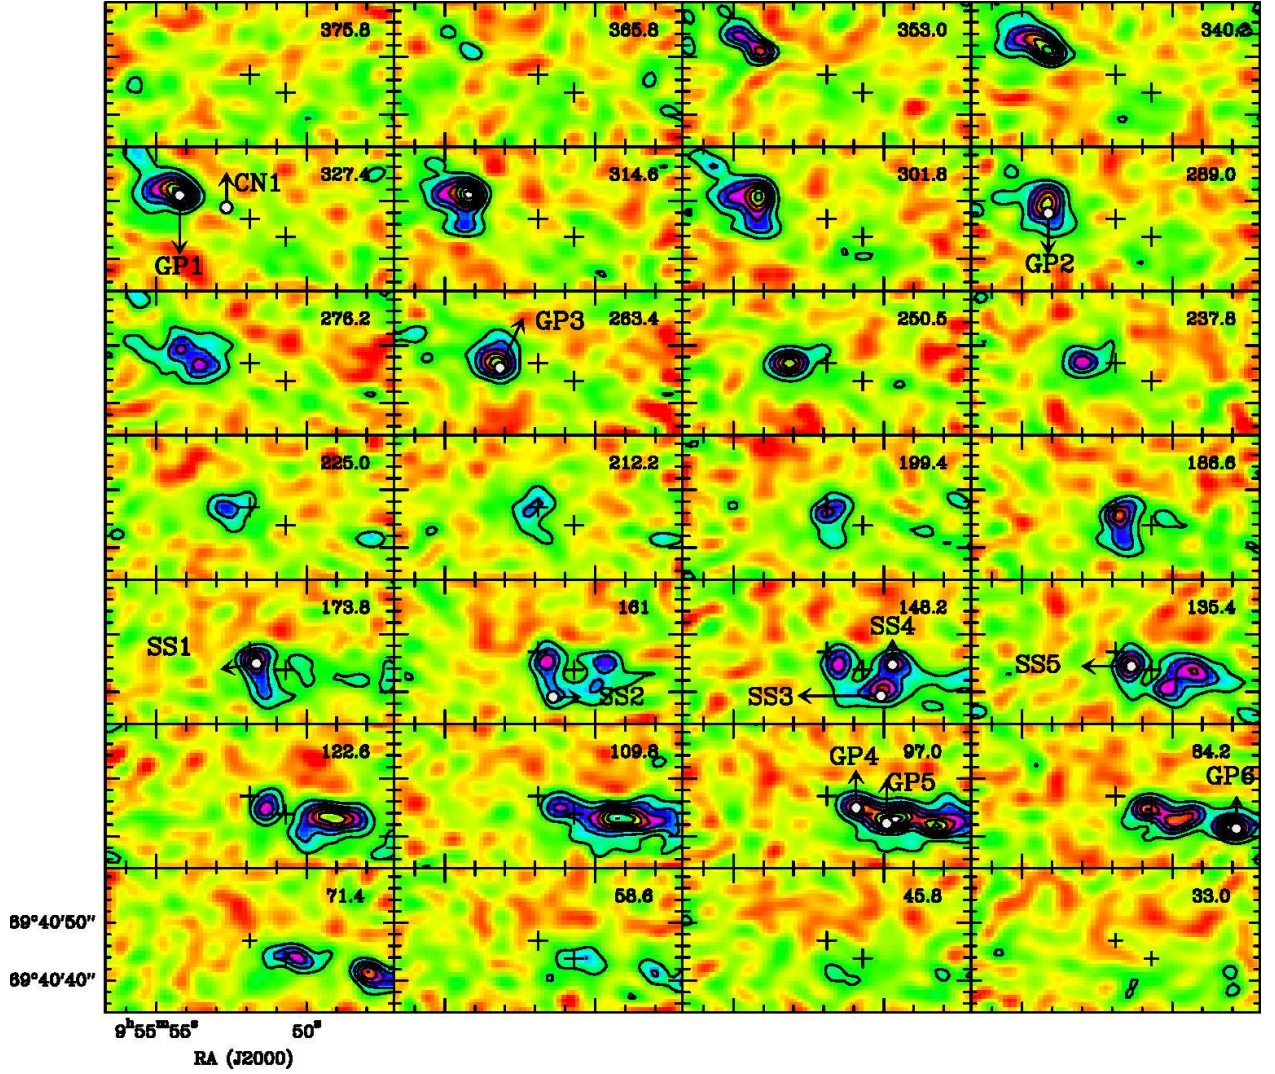 375.8 365.8 353.0 340.2
327.4 314.6 301.8 289.0
CN1
GP1 GP2
276.2 263.4 250.5 237.8
GP3
225.0 212.2 199.4 186.6
173.8 161 148.2 135.4
SS1 SS4 SS5
SS2 SS3
122.6 109.8 97.0 84.2
GP4 GP5 GP6
71.4 58.6 45.8 33.0
69°40'50"
69°40'40"
9h55m55s 50s
RA (J2000)